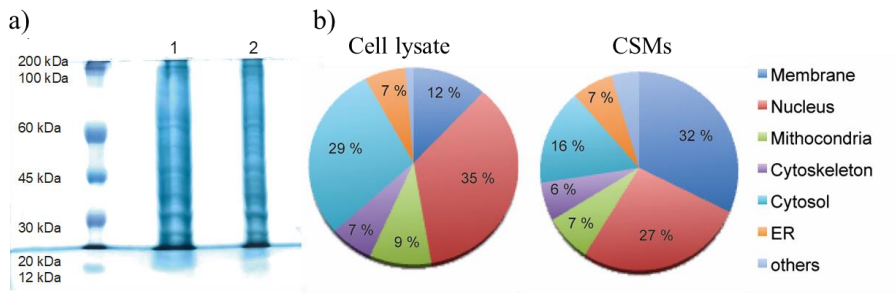 a)
1 2
200 kDa
100 kDa
60 kDa
45 kDa
30 kDa
20 kDa
12 kDa
b)
Cell lysate
12 %
35 %
9 %
7 %
29 %
7 %
CSMs
32 %
27 %
7 %
6 %
16 %
7 %
Membrane
Nucleus
Mithocondria
Cytoskeleton
Cytosol
ER
others